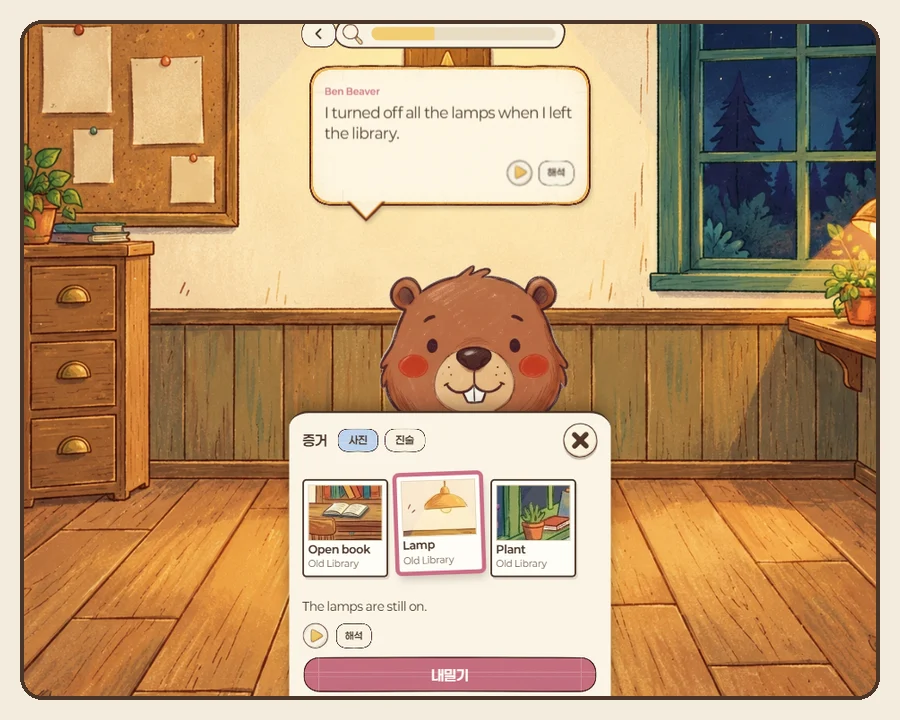 Ben Beaver
I turned off all the lamps when I left
the library.
해석
증거
사진
진술
Open book
Old Library
Lamp
Old Library
Plant
Old Library
The lamps are still on.
해석
내밀기